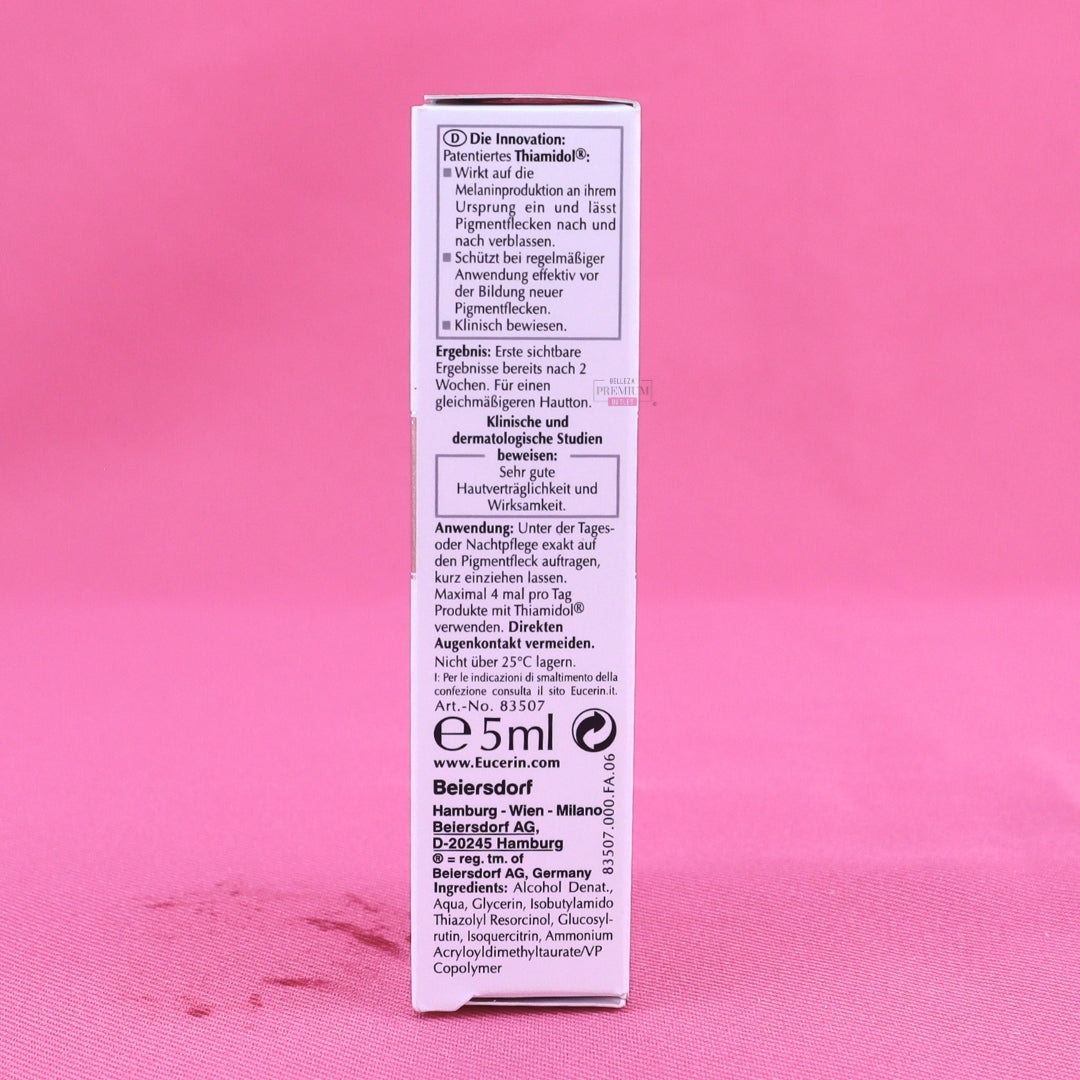 D Die Innovation:
Patentiertes Thiamidol®:
■ Wirkt auf die
Melaninproduktion an ihrem
Ursprung ein und lässt
Pigmentflecken nach und
nach verblassen.
■ Schützt bei regelmäßiger
Anwendung effektiv vor
der Bildung neuer
Pigmentflecken.
■ Klinisch bewiesen.
Ergebnis: Erste sichtbare
Ergebnisse bereits nach 2
Wochen. Für einen
gleichmäßigeren Hautton.
BELLEZA
PREMIUM
Klinische und
dermatologische Studien
beweisen:
Sehr gute
Hautverträglichkeit und
Wirksamkeit.
Anwendung: Unter der Tages-
oder Nachtpflege exakt auf
den Pigmentfleck auftragen,
kurz einziehen lassen.
Maximal 4 mal pro Tag
Produkte mit Thiamidol®
verwenden. Direkten
Augenkontakt vermeiden.
Nicht über 25°C lagern.
I: Per le indicazioni di smaltimento della
confezione consulta il sito Eucerin.it.
Art.-No. 83507
℮ 5ml
www.Eucerin.com
Beiersdorf
Hamburg - Wien - Milano
Beiersdorf AG,
D-20245 Hamburg
® = reg. tm. of
Beiersdorf AG, Germany
83507.000.FA.06
Ingredients: Alcohol Denat.,
Aqua, Glycerin, Isobutylamido
Thiazolyl Resorcinol, Glucosyl-
rutin, Isoquercitrin, Ammonium
Acryloyldimethyltaurate/VP
Copolymer